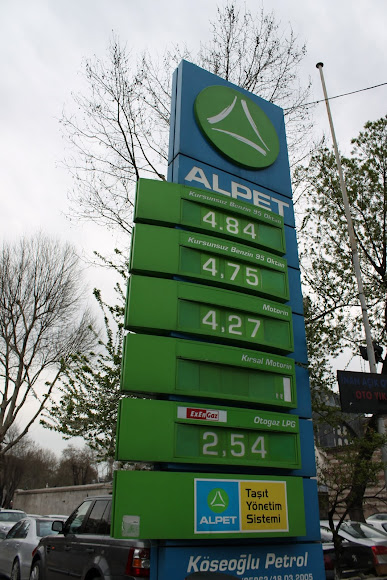 ALPET
Kurşunsuz Benzin 95 Oktan
4.84
Kurşunsuz Benzin 95 Oktan
4.75
Motorin
4.27
Kırsal Motorin
ExenGaz
Otogaz LPG
2.54
ALPET
Taşıt
Yönetim
Sistemi
Köseoğlu Petrol